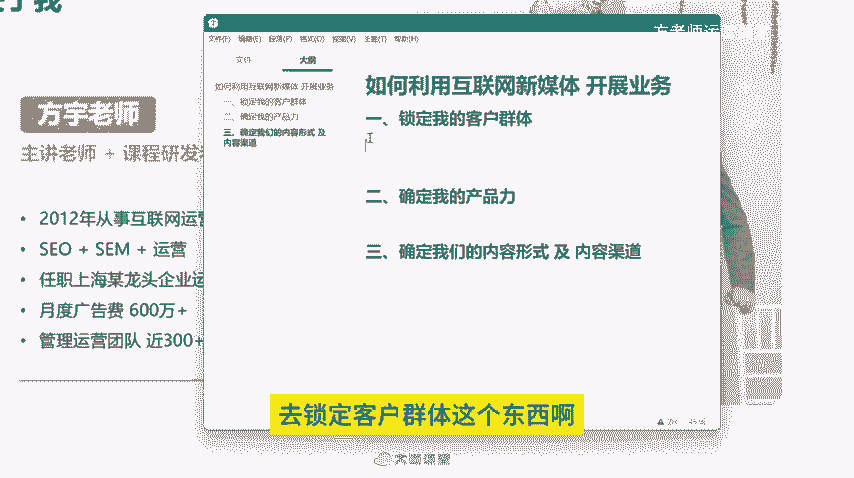 方老师运
文件(F) 编辑(E) 段落(P) 格式(O) 视图(V) 主题(T) 帮助(H)
文件 大纲
如何利用互联网新媒体 开展业务
一、锁定我的客户群体
二、确定我的产品力
三、确定我们的内容形式 及
内容渠道
如何利用互联网新媒体 开展业务
一、锁定我的客户群体
二、确定我的产品力
三、确定我们的内容形式 及 内容渠道
方宇老师
主讲老师 + 课程研发
• 2012年从事互联网运营
• SEO + SEM + 运营
• 任职上海某龙头企业运
• 月度广告费 600万+
• 管理运营团队 近300+
去锁定客户群体这个东西啊